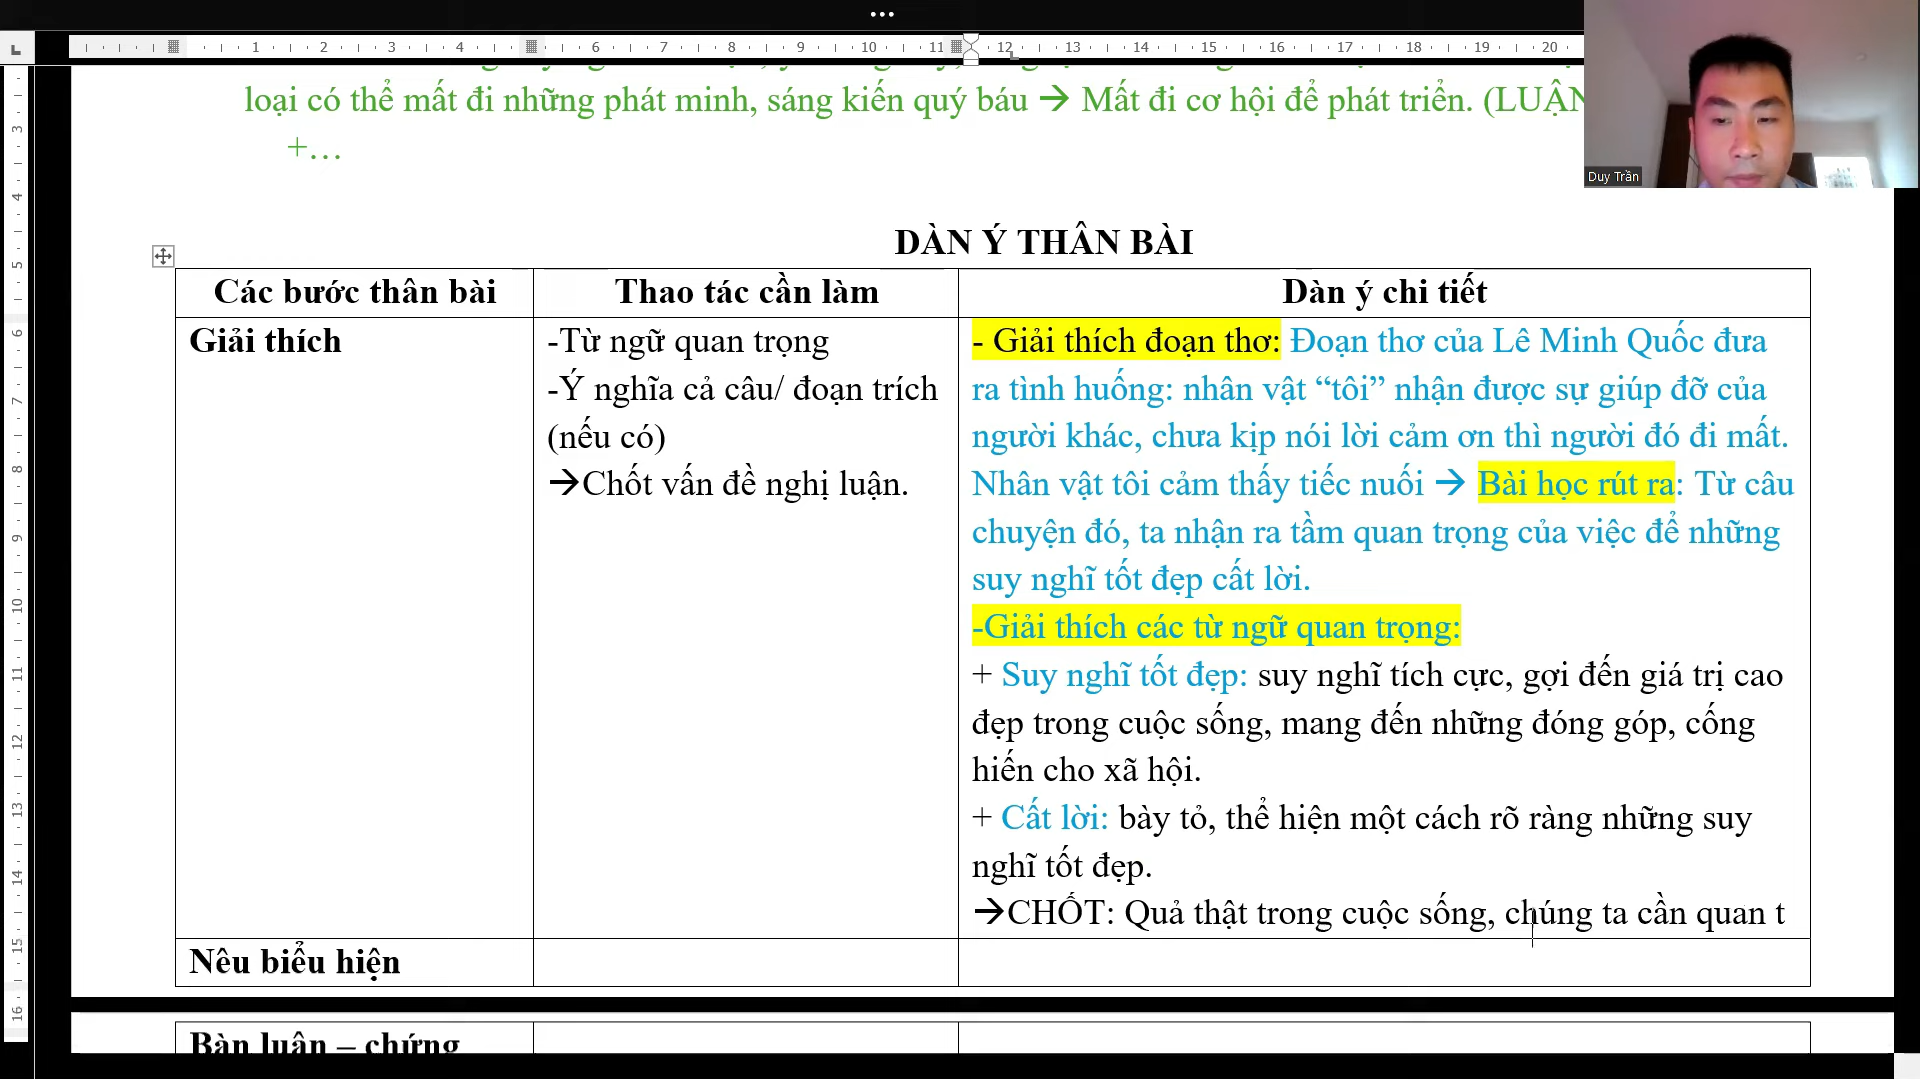 loại có thể mất đi những phát minh, sáng kiến quý báu → Mất đi cơ hội để phát triển. (LUẬN
+…
Duy Trần
DÀN Ý THÂN BÀI
Các bước thân bài
Thao tác cần làm
Dàn ý chi tiết
Giải thích
-Từ ngữ quan trọng
-Ý nghĩa cả câu/ đoạn trích
(nếu có)
→Chốt vấn đề nghị luận.
- Giải thích đoạn thơ: Đoạn thơ của Lê Minh Quốc đưa
ra tình huống: nhân vật “tôi” nhận được sự giúp đỡ của
người khác, chưa kịp nói lời cảm ơn thì người đó đi mất.
Nhân vật tôi cảm thấy tiếc nuối → Bài học rút ra: Từ câu
chuyện đó, ta nhận ra tầm quan trọng của việc để những
suy nghĩ tốt đẹp cất lời.
-Giải thích các từ ngữ quan trọng:
+ Suy nghĩ tốt đẹp: suy nghĩ tích cực, gợi đến giá trị cao
đẹp trong cuộc sống, mang đến những đóng góp, cống
hiến cho xã hội.
+ Cất lời: bày tỏ, thể hiện một cách rõ ràng những suy
nghĩ tốt đẹp.
→CHỐT: Quả thật trong cuộc sống, chúng ta cần quan t
Nêu biểu hiện
Bàn luận – chứng